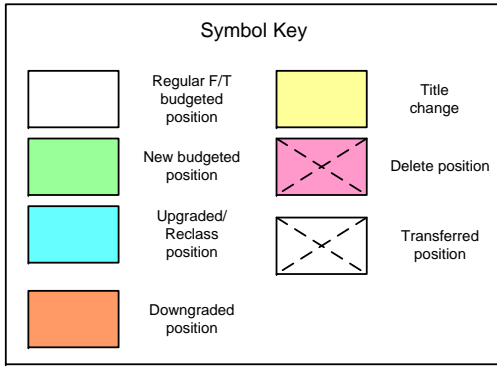 Symbol Key
Regular F/T
budgeted
position
Title
change
New budgeted
position
Delete position
Upgraded/
Reclass
position
Transferred
position
Downgraded
position